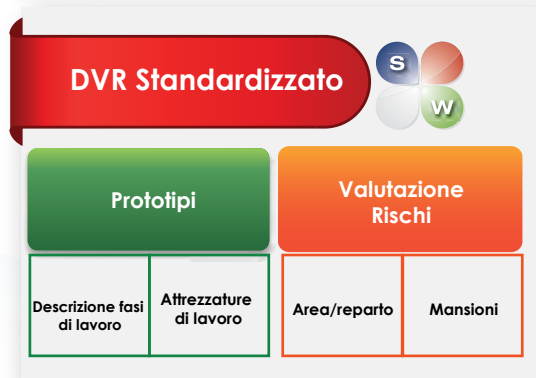 DVR Standardizzato
S
W
Prototipi
Valutazione
Rischi
Descrizione fasi
di lavoro
Attrezzature
di lavoro
Area/reparto
Mansioni